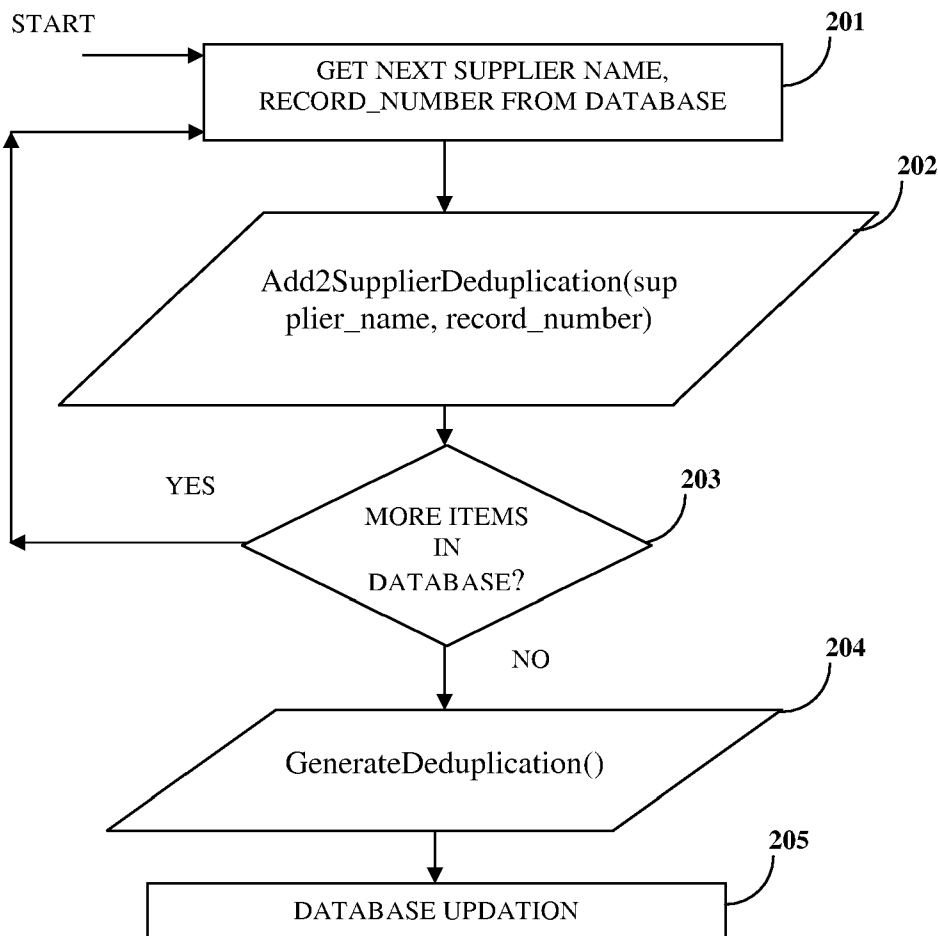 START
201
GET NEXT SUPPLIER NAME,
RECORD_NUMBER FROM DATABASE
202
Add2SupplierDeduplication(sup
plier_name, record_number)
YES
203
MORE ITEMS
IN
DATABASE?
NO
204
GenerateDeduplication()
205
DATABASE UPDATION